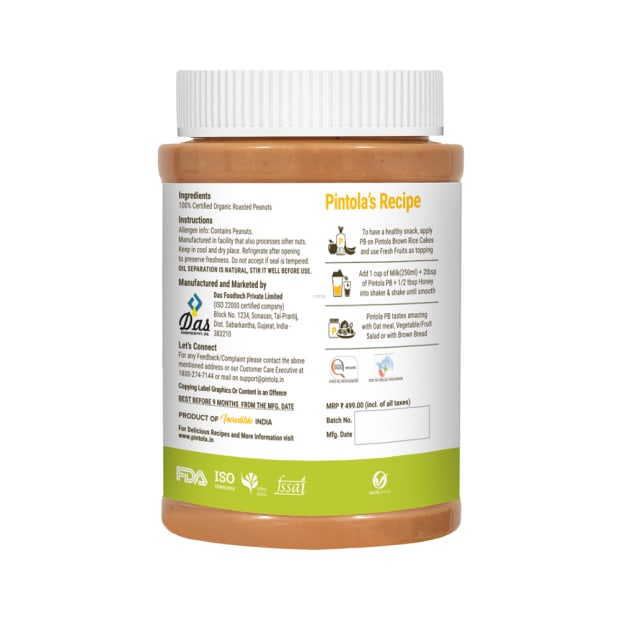 Ingredients
100% Certified Organic Roasted Peanuts
Instructions
Allergen info: Contains Peanuts.
Manufactured in facility that also processes other nuts.
Keep in cool and dry place. Refrigerate after opening
to preserve freshness. Do not accept if seal is tempered.
OIL SEPARATION IS NATURAL, STIR IT WELL BEFORE USE.
Manufactured and Marketed by
Das
Das Foodtech Private Limited
(ISO 22000 certified company)
Block No. 1234, Sonasan, Tal-Prantij,
Dist. Sabarkantha, Gujarat, India -
383210
Let's Connect
For any Feedback/Complaint please contact the above
mentioned address or our Customer Care Executive at
1800-274-7144 or mail on support@pintola.in
Copying Label Graphics Or Content is an Offence
BEST BEFORE 9 MONTHS FROM THE MFG. DATE
PRODUCT OF Incredible INDIA
For Delicious Recipes and More Information visit
www.pintola.in
Pintola's Recipe
To have a healthy snack, apply
PB on Pintola Brown Rice Cakes
and use Fresh Fruits as topping
Add 1 cup of Milk(250ml) + 2tbsp
of Pintola PB + 1/2 tbsp Honey
into shaker & shake until smooth
Pintola PB tastes amazing
with Oat meal, Vegetable/Fruit
Salad or with Brown Bread
MRP ₹ 499.00 (incl. of all taxes)
Batch No.
Mfg. Date
FDA
ISO
fssai